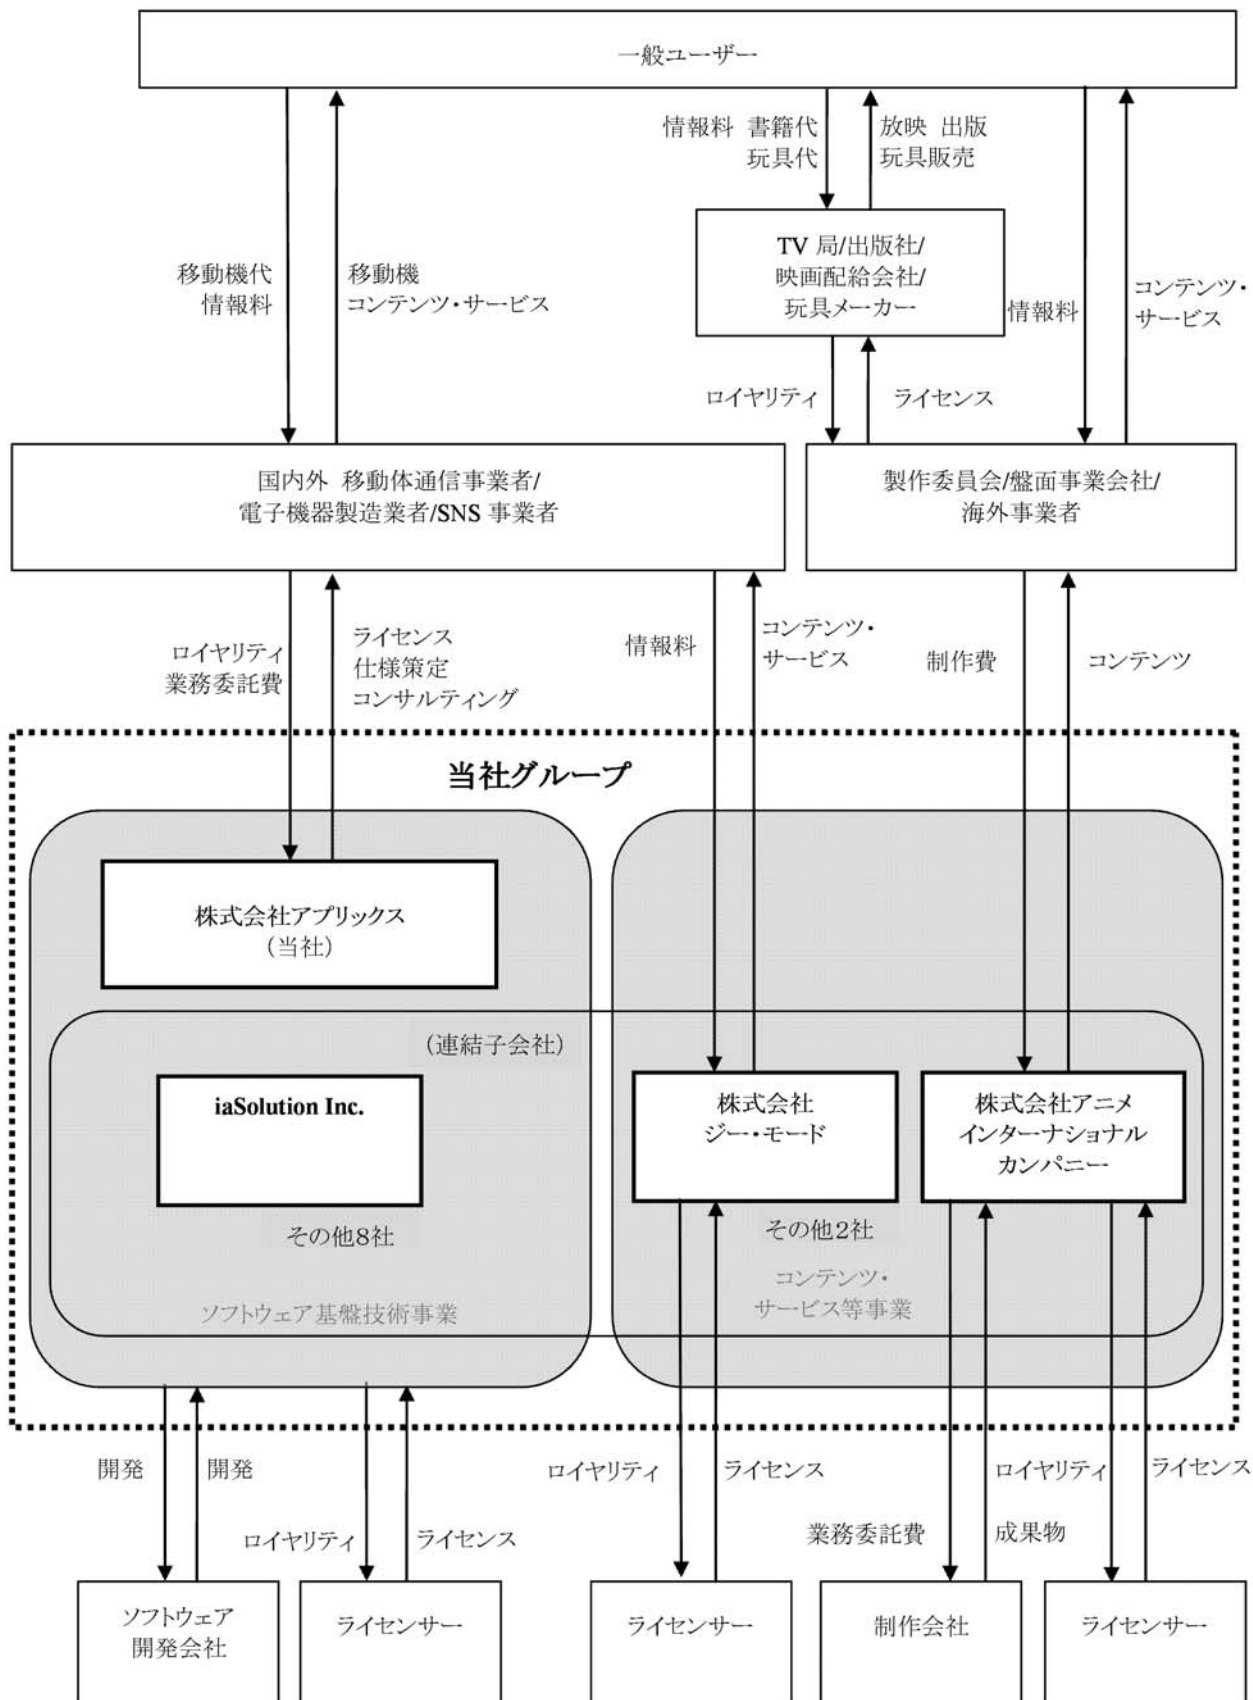 一般ユーザー
情報料 書籍代
玩具代
放映 出版
玩具販売
TV 局/出版社/
映画配給会社/
玩具メーカー
移動機代
情報料
移動機
コンテンツ・サービス
情報料
コンテンツ・
サービス
ロイヤリティ
ライセンス
国内外 移動体通信事業者/
電子機器製造業者/SNS 事業者
製作委員会/盤面事業会社/
海外事業者
ロイヤリティ
業務委託費
ライセンス
仕様策定
コンサルティング
情報料
コンテンツ・
サービス
制作費
コンテンツ
当社グループ
株式会社アプリックス
(当社)
(連結子会社)
iaSolution Inc.
株式会社
ジー・モード
株式会社アニメ
インターナショナル
カンパニー
その他8社
その他2社
ソフトウェア基盤技術事業
コンテンツ・
サービス等事業
開発
開発
ロイヤリティ
ライセンス
ロイヤリティ
ライセンス
業務委託費
成果物
ロイヤリティ
ライセンス
ソフトウェア
開発会社
ライセンサー
ライセンサー
制作会社
ライセンサー